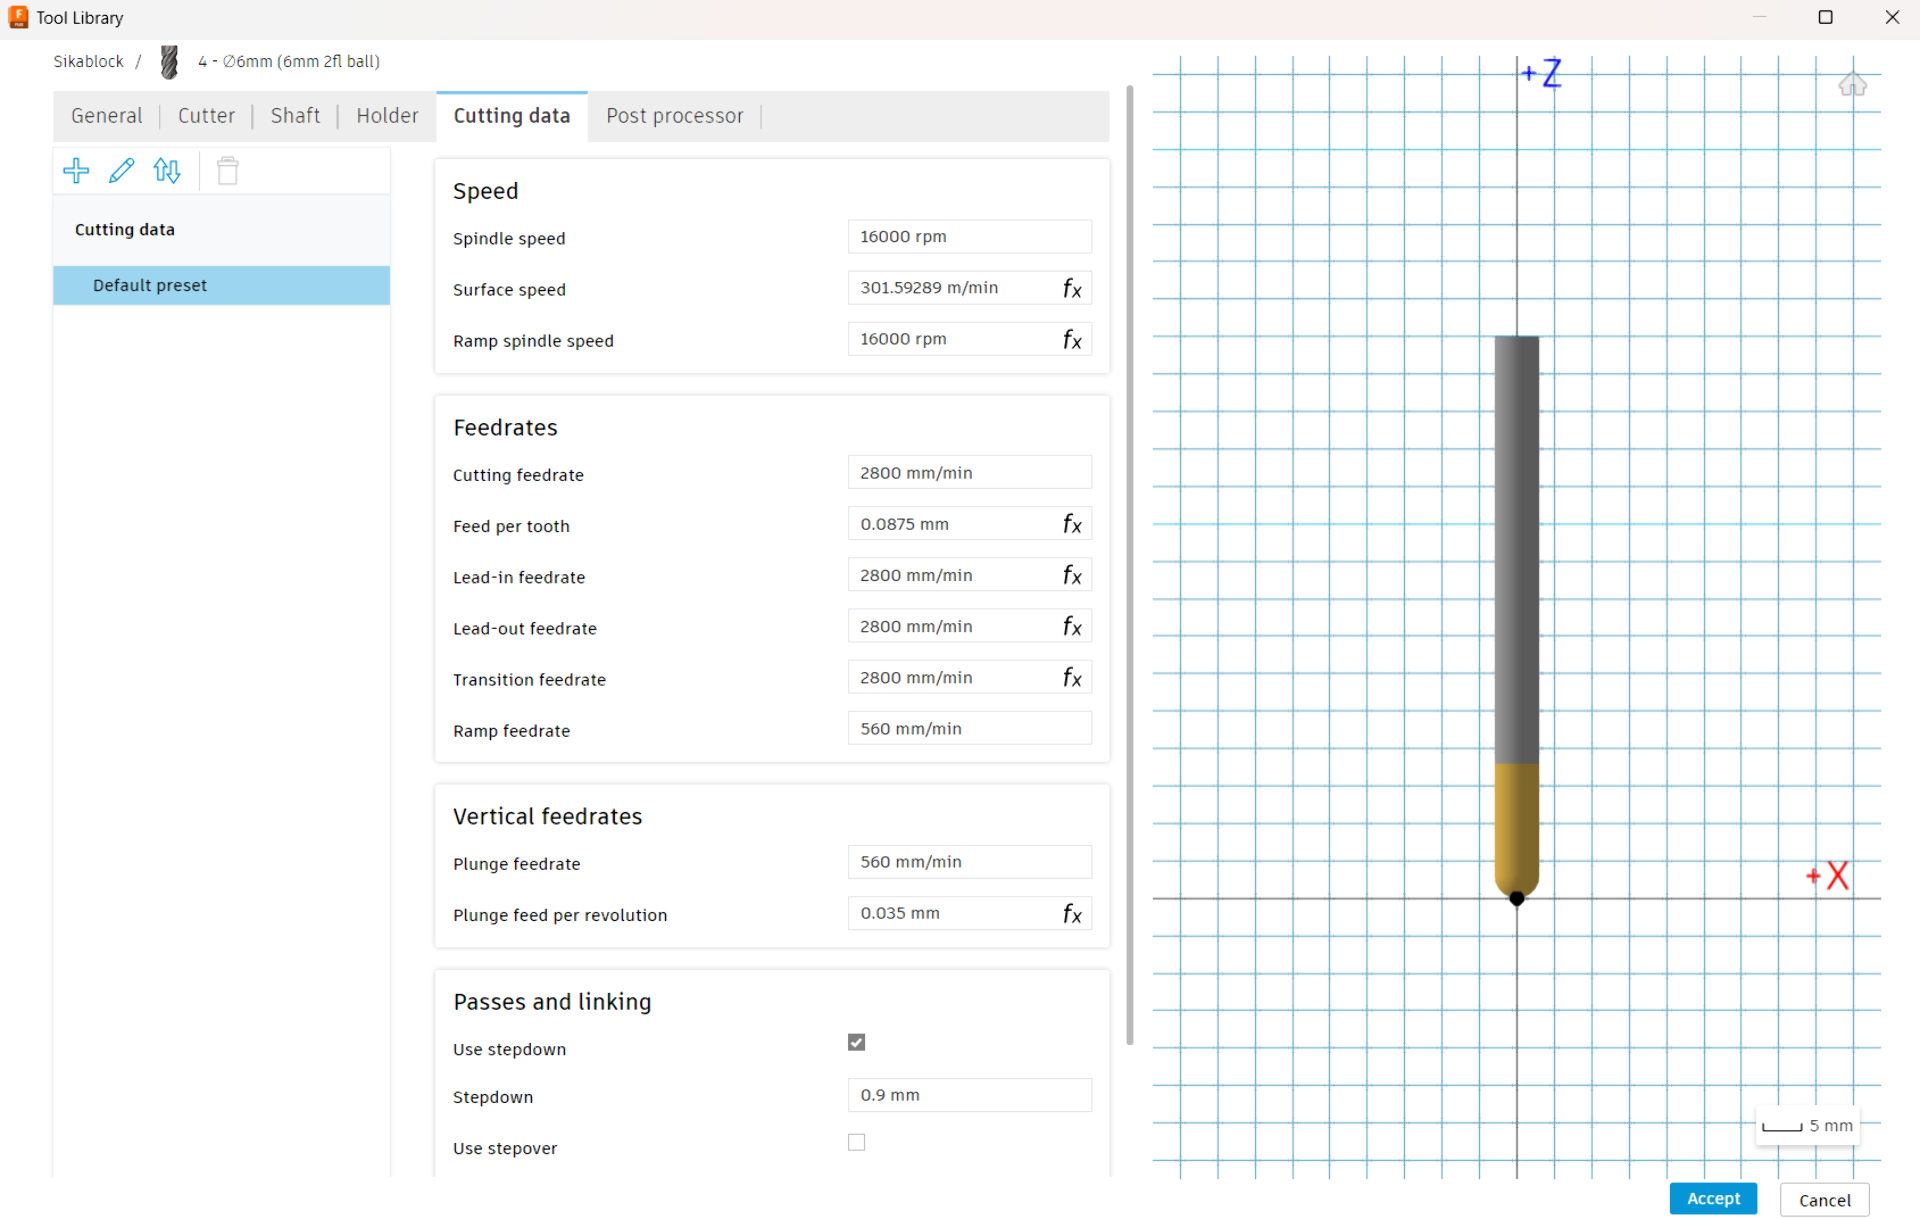 Tool Library
Sikablock / 4 - ∅6mm (6mm 2fl ball)
General Cutter Shaft Holder Cutting data Post processor
Cutting data
Default preset
Speed
Spindle speed 16000 rpm
Surface speed 301.59289 m/min fx
Ramp spindle speed 16000 rpm fx
Feedrates
Cutting feedrate 2800 mm/min
Feed per tooth 0.0875 mm fx
Lead-in feedrate 2800 mm/min fx
Lead-out feedrate 2800 mm/min fx
Transition feedrate 2800 mm/min fx
Ramp feedrate 560 mm/min
Vertical feedrates
Plunge feedrate 560 mm/min
Plunge feed per revolution 0.035 mm fx
Passes and linking
Use stepdown
Stepdown 0.9 mm
Use stepover
+Z
+X
5 mm
Accept Cancel